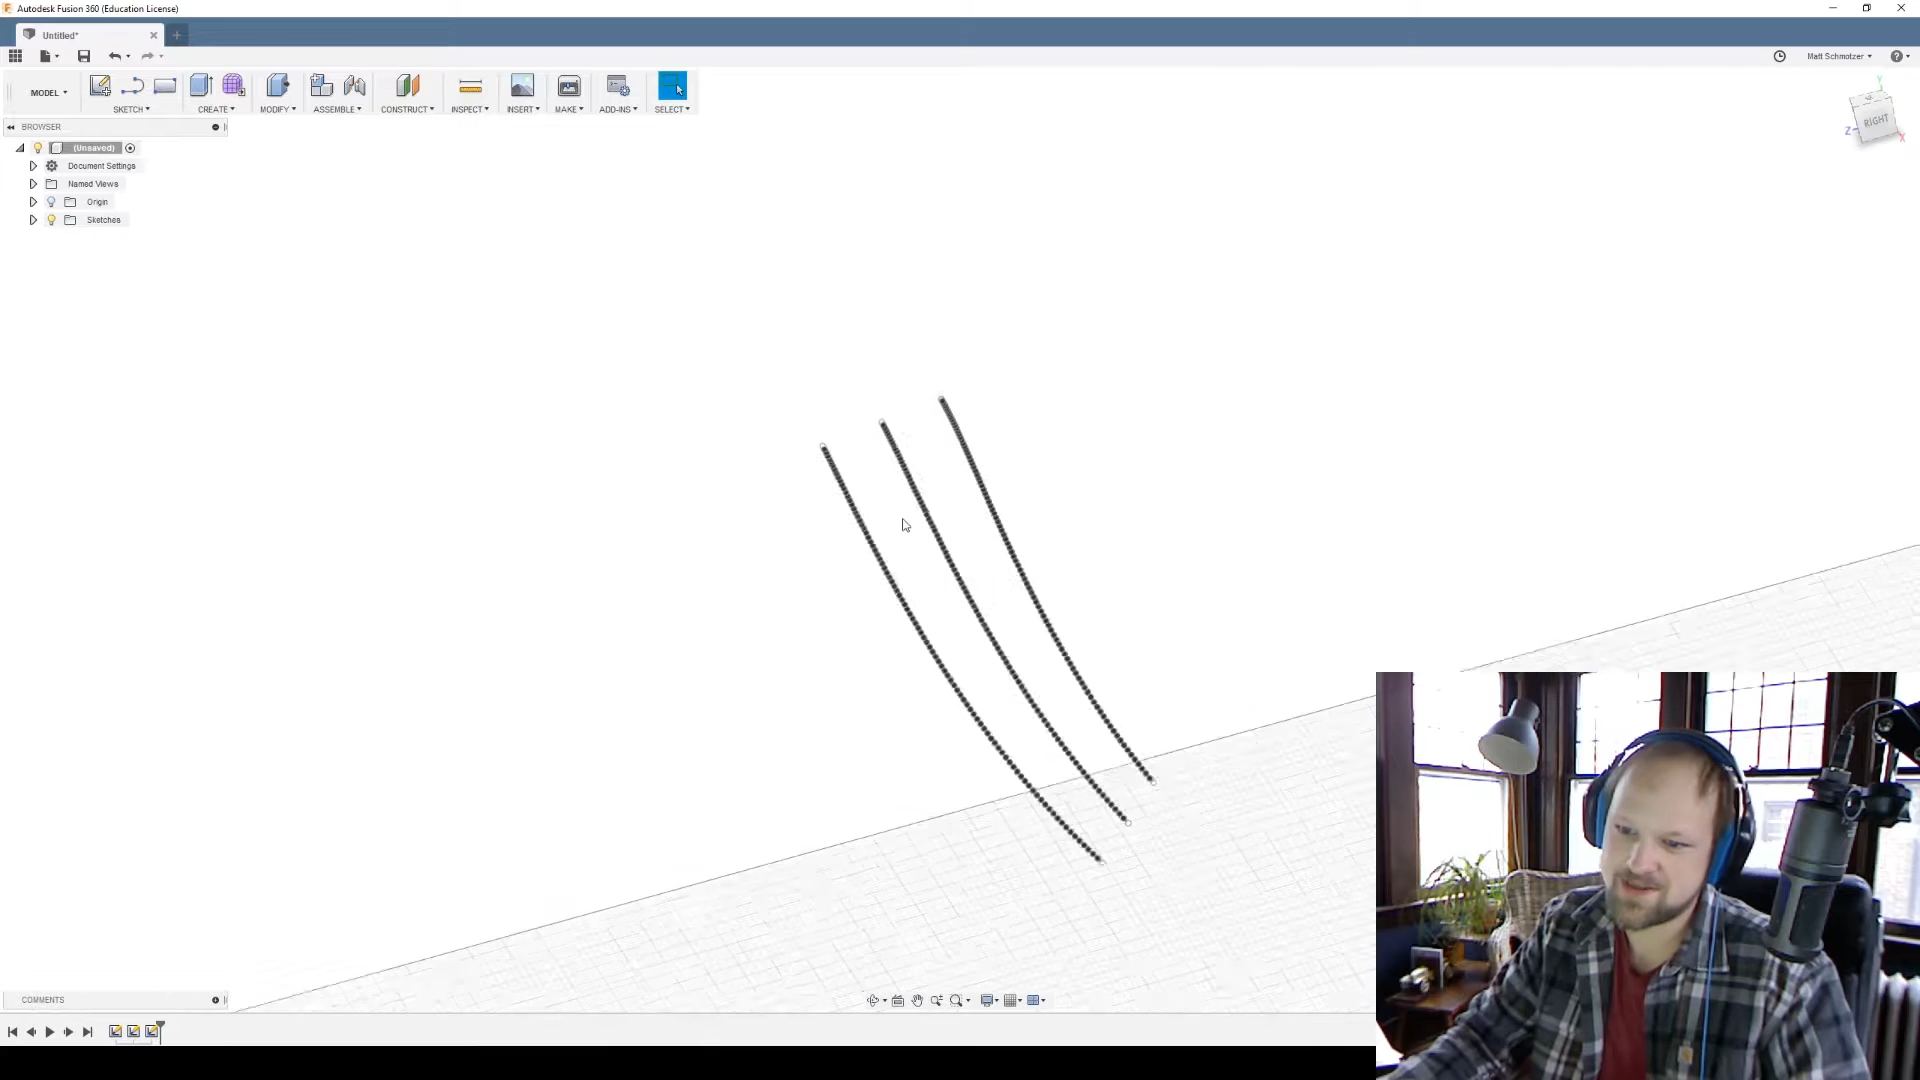 Autodesk Fusion 360 (Education License)
Untitled*
Matt Schmotzer
MODEL
SKETCH
CREATE
MODIFY
ASSEMBLE
CONSTRUCT
INSPECT
INSERT
MAKE
ADD-INS
SELECT
Y
RIGHT
Z
X
BROWSER
(Unsaved)
Document Settings
Named Views
Origin
Sketches
COMMENTS